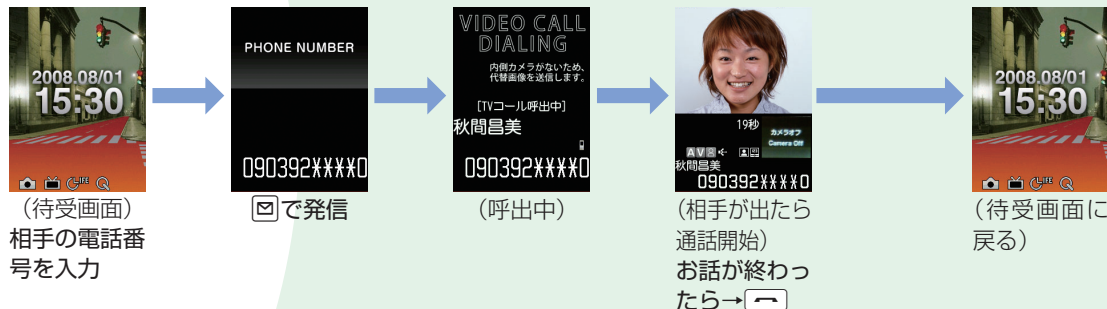 2008.08/01
15:30
LIFE
(待受画面)
相手の電話番
号を入力
PHONE NUMBER
090392****0
で発信
VIDEO CALL
DIALING
内側カメラがないため、
代替画像を送信します。
[TVコール呼出中]
秋間昌美
090392****0
(呼出中)
19秒
カメラオフ
Camera Off
AV
秋間昌美
090392****0
(相手が出たら
通話開始)
お話が終わっ
たら→
2008.08/01
15:30
LIFE
(待受画面に
戻る)